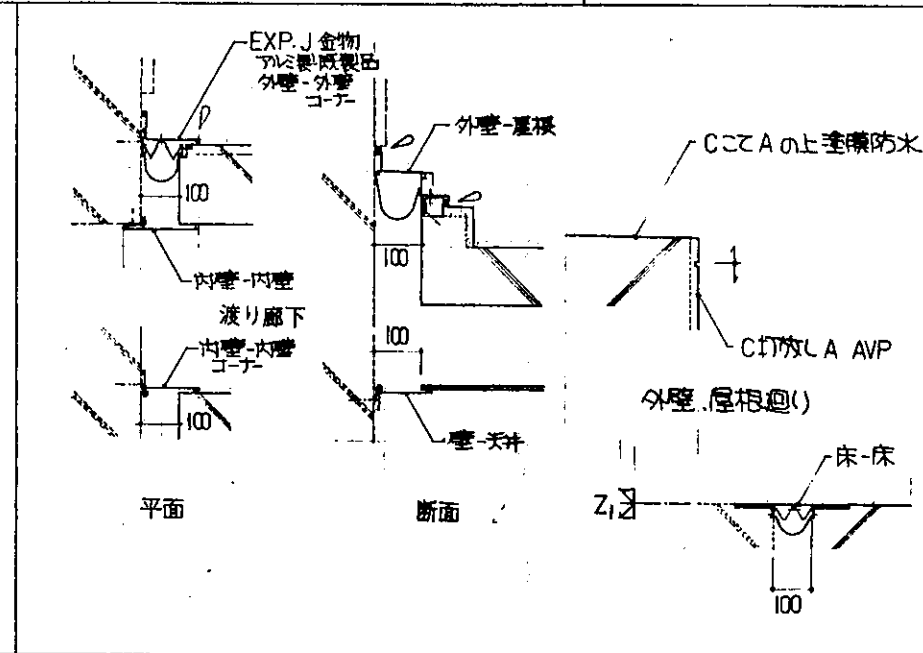 EXP.J 金物
アルミ製既製品
外壁-外壁
コーナー
100
内壁-内壁
渡り廊下
内壁-内壁
コーナー
100
平面
外壁-屋根
100
100
壁-天井
断面
Cこて A の上塗膜防水
C打放し A AVP
外壁、屋根廻り
床-床
Z1
100